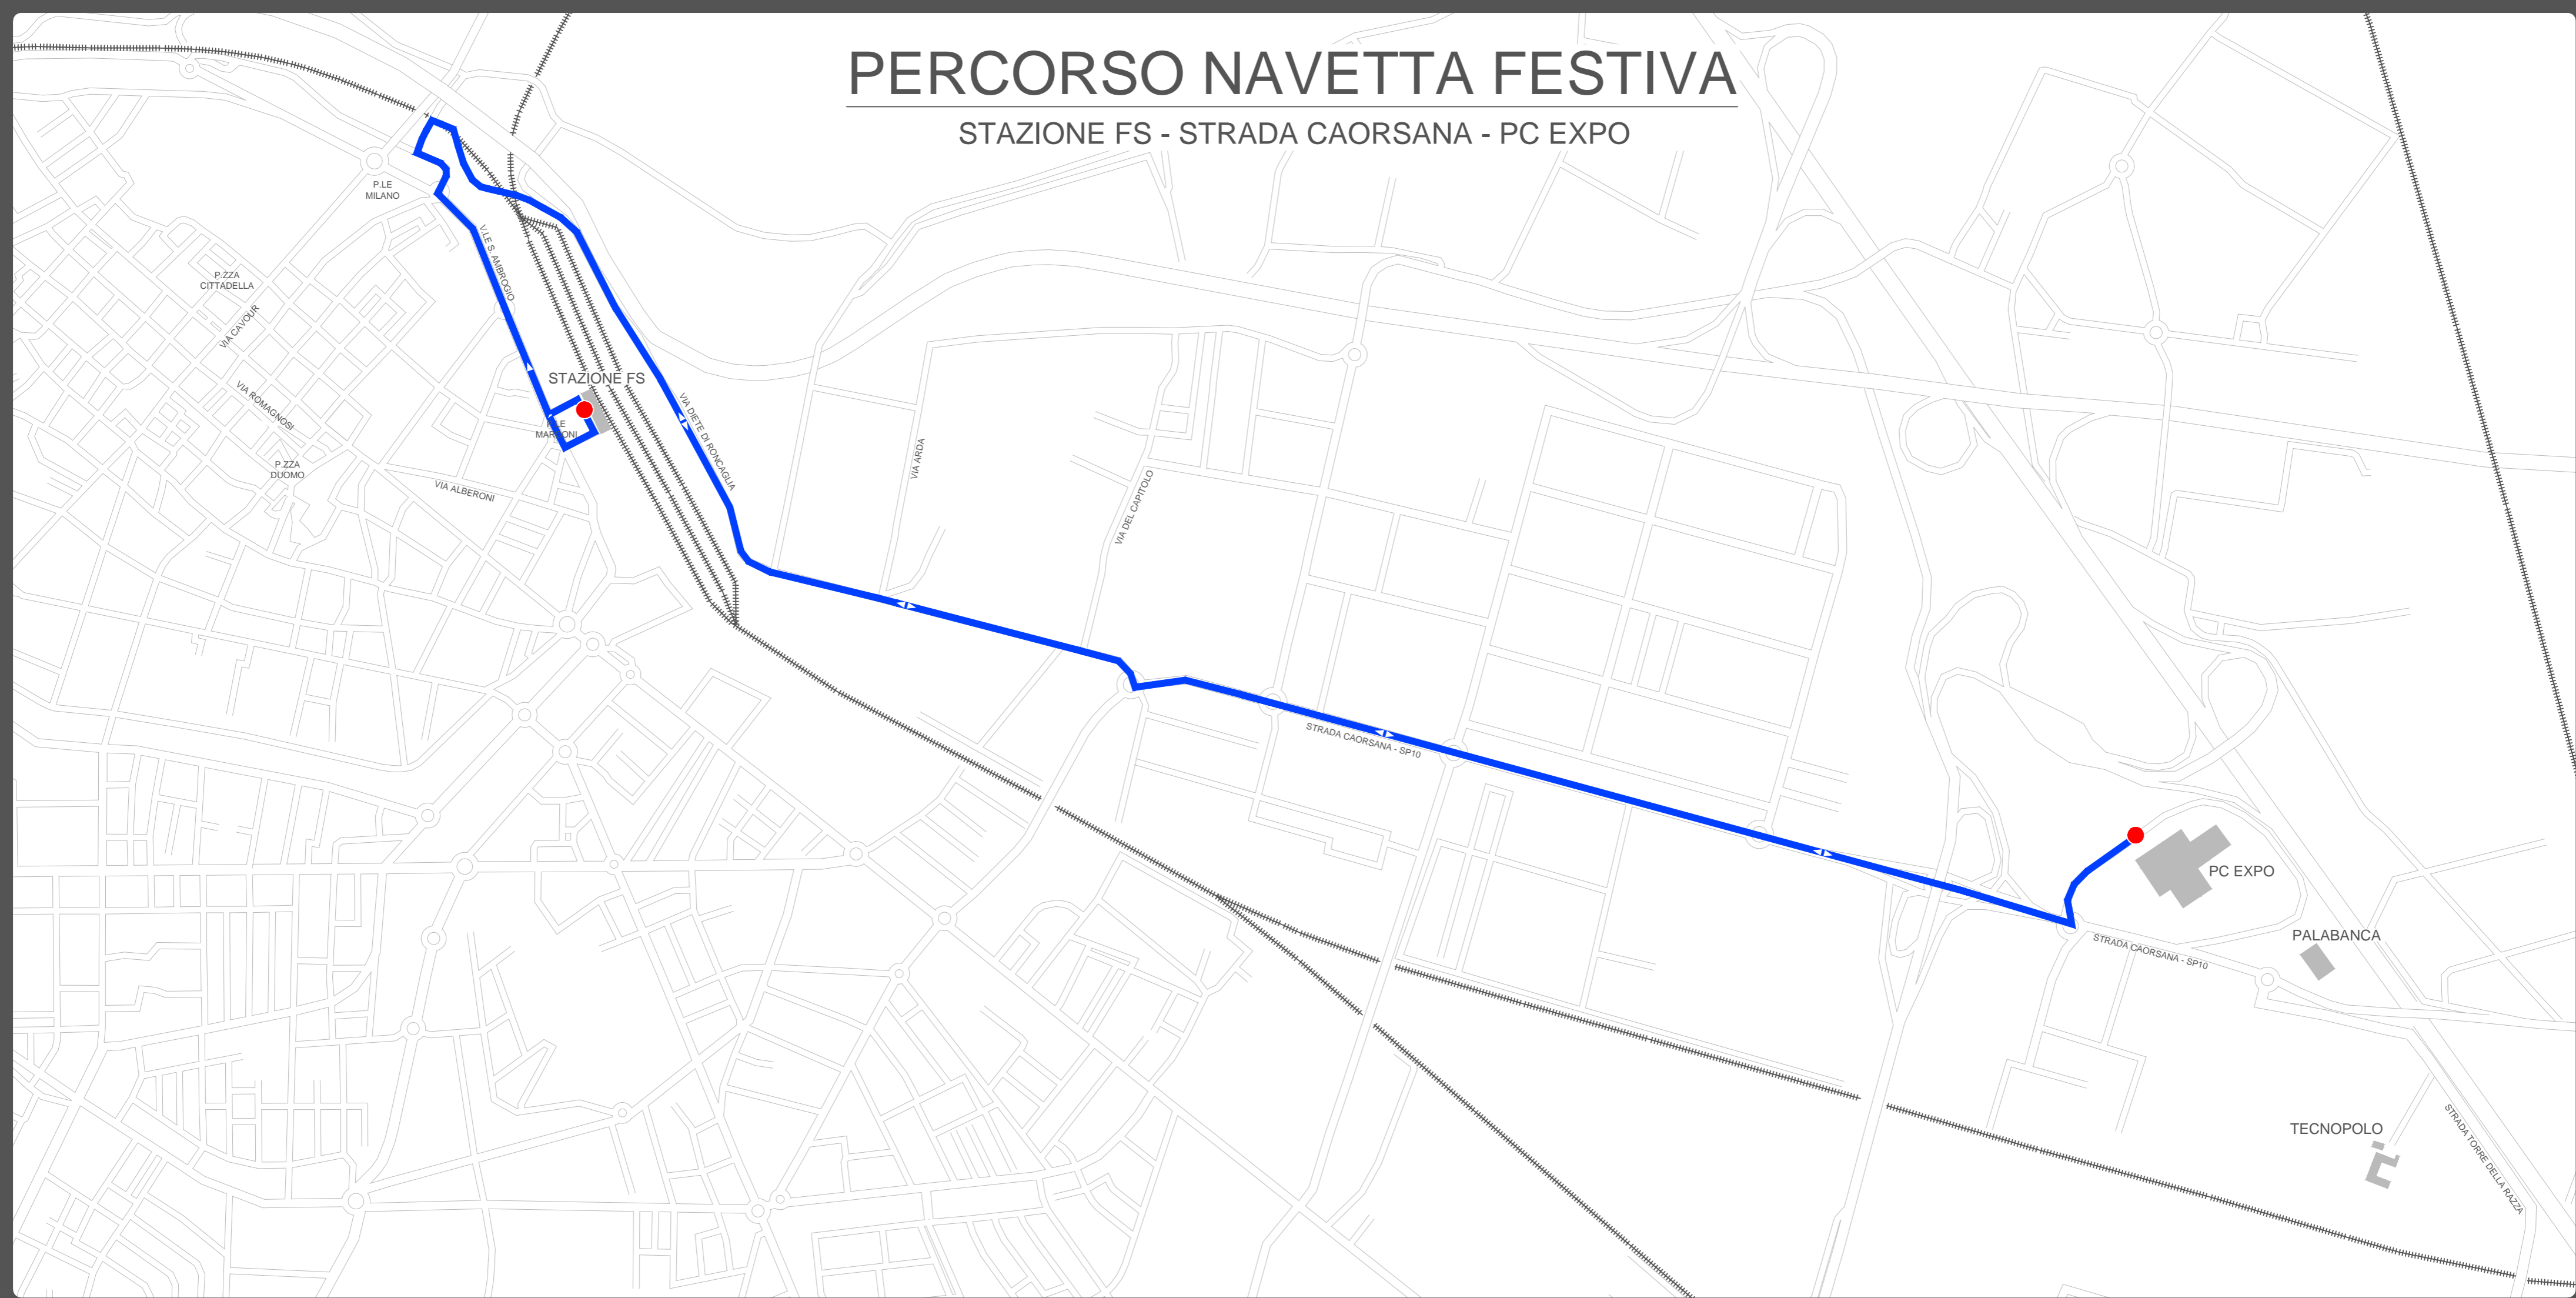 PERCORSO NAVETTA FESTIVA
STAZIONE FS - STRADA CAORSANA - PC EXPO
P.LE
MILANO
V.LE S. AMBROGIO
P.ZZA
CITTADELLA
VIA CAVOUR
STAZIONE FS
VIA ROMAGNOSI
VIA DIETE DI RONCAGLIA
P.ZZA
DUOMO
VIA ALBERONI
VIA ARDA
VIA DEL CAPITOLO
STRADA CAORSANA - SP10
PC EXPO
PALABANCA
STRADA CAORSANA - SP10
TECNOPOLO
STRADA TORRE DELLA RAZZA